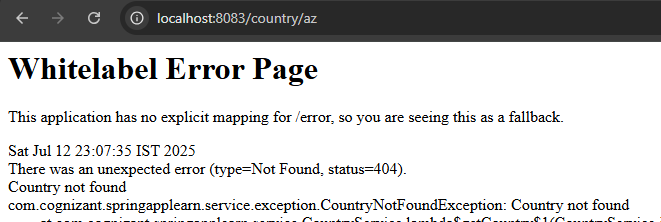 localhost:8083/country/az
Whitelabel Error Page
This application has no explicit mapping for /error, so you are seeing this as a fallback.
Sat Jul 12 23:07:35 IST 2025
There was an unexpected error (type=Not Found, status=404).
Country not found
com.cognizant.springapplearn.service.exception.CountryNotFoundException: Country not found